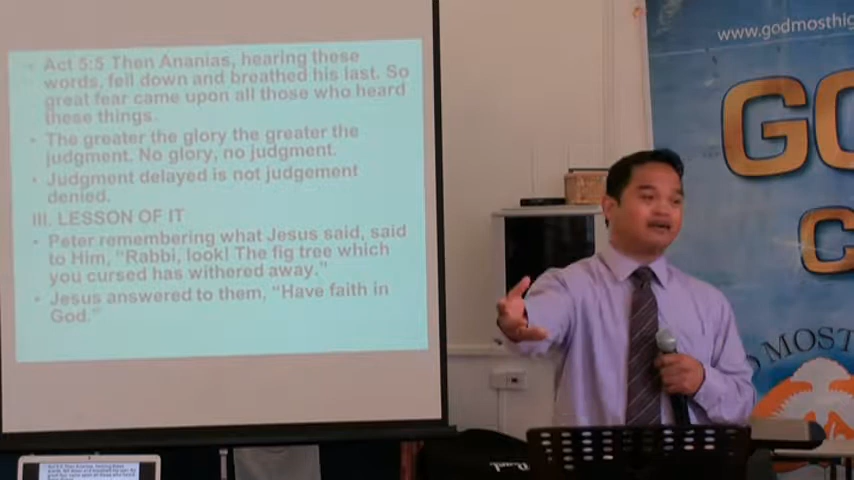 Act 5:5 Then Ananias, hearing these
words, fell down and breathed his last. So
great fear came upon all those who heard
these things.
• The greater the glory the greater the
judgment. No glory, no judgment.
• Judgment delayed is not judgement
denied.
III. LESSON OF IT
• Peter remembering what Jesus said, said
to Him, “Rabbi, look! The fig tree which
you cursed has withered away.”
• Jesus answered to them, “Have faith in
God.”
www.godmosthig
GO
C
MOST